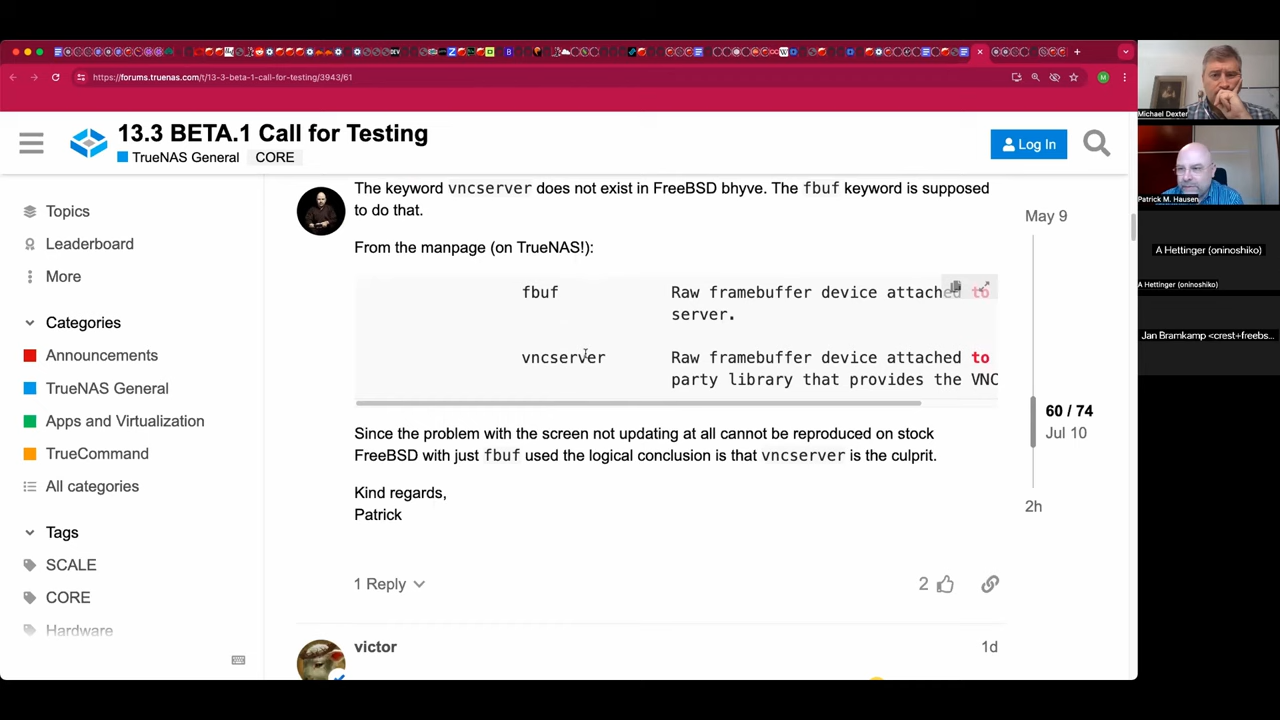 https://forums.truenas.com/t/13-3-beta-1-call-for-testing/3943/61
13.3 BETA.1 Call for Testing
TrueNAS General CORE
Log In
Topics
Leaderboard
More
Categories
Announcements
TrueNAS General
Apps and Virtualization
TrueCommand
All categories
Tags
SCALE
CORE
Hardware
The keyword vncserver does not exist in FreeBSD bhyve. The fbuf keyword is supposed
to do that.
From the manpage (on TrueNAS!):
fbuf Raw framebuffer device attached to
server.
vncserver Raw framebuffer device attached to
party library that provides the VNC
Since the problem with the screen not updating at all cannot be reproduced on stock
FreeBSD with just fbuf used the logical conclusion is that vncserver is the culprit.
Kind regards,
Patrick
1 Reply
2
victor
1d
May 9
60 / 74
Jul 10
2h
Michael Dexter
Patrick M. Hausen
A Hettinger (oninoshiko)
A Hettinger (oninoshiko)
Jan Bramkamp <crest+freebs...